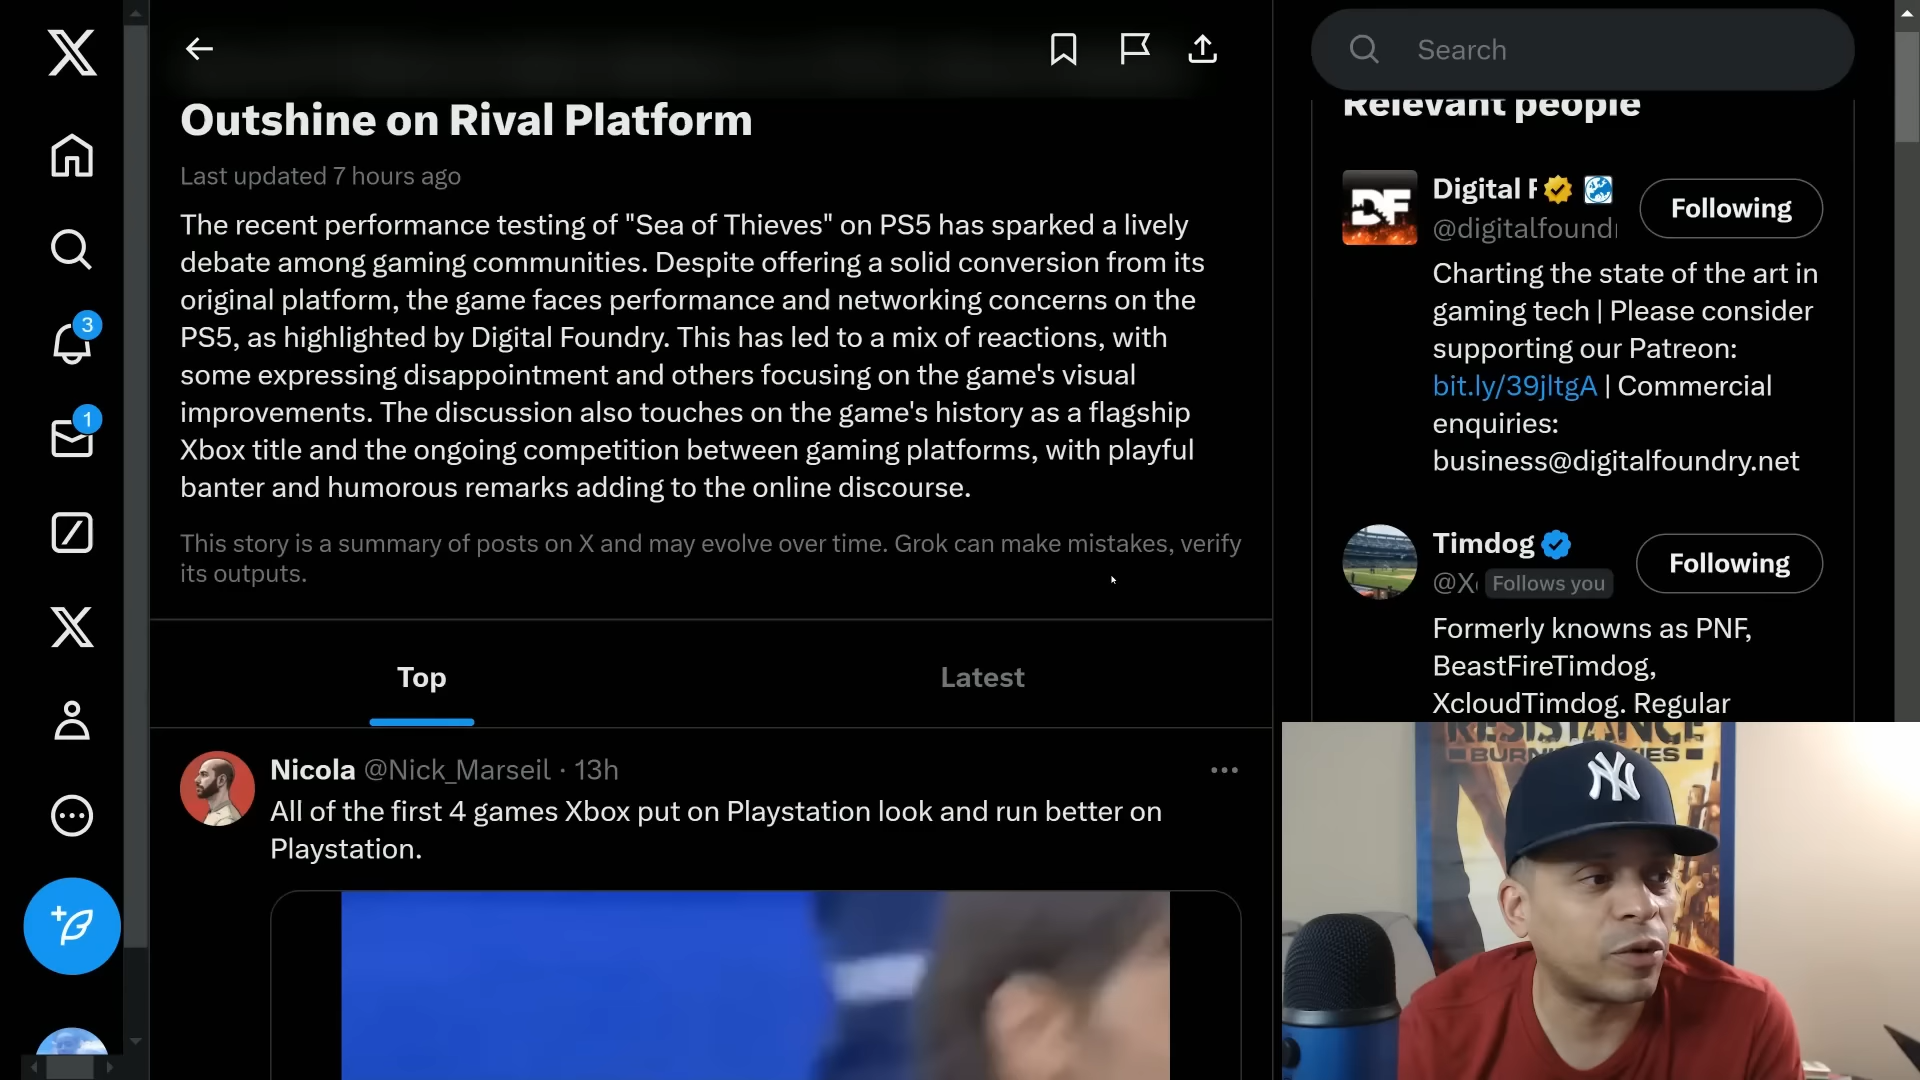 Search
Outshine on Rival Platform
Last updated 7 hours ago
The recent performance testing of "Sea of Thieves" on PS5 has sparked a lively
debate among gaming communities. Despite offering a solid conversion from its
original platform, the game faces performance and networking concerns on the
PS5, as highlighted by Digital Foundry. This has led to a mix of reactions, with
some expressing disappointment and others focusing on the game's visual
improvements. The discussion also touches on the game's history as a flagship
Xbox title and the ongoing competition between gaming platforms, with playful
banter and humorous remarks adding to the online discourse.
This story is a summary of posts on X and may evolve over time. Grok can make mistakes, verify
its outputs.
Top
Latest
Nicola @Nick_Marseil · 13h
All of the first 4 games Xbox put on Playstation look and run better on
Playstation.
3
1
Relevant people
DF
Digital F
Following
@digitalfound
Charting the state of the art in
gaming tech | Please consider
supporting our Patreon:
bit.ly/39jltgA | Commercial
enquiries:
business@digitalfoundry.net
Timdog
Following
@X
Follows you
Formerly knowns as PNF,
BeastFireTimdog,
XcloudTimdog. Regular
RESISTANCE
NY